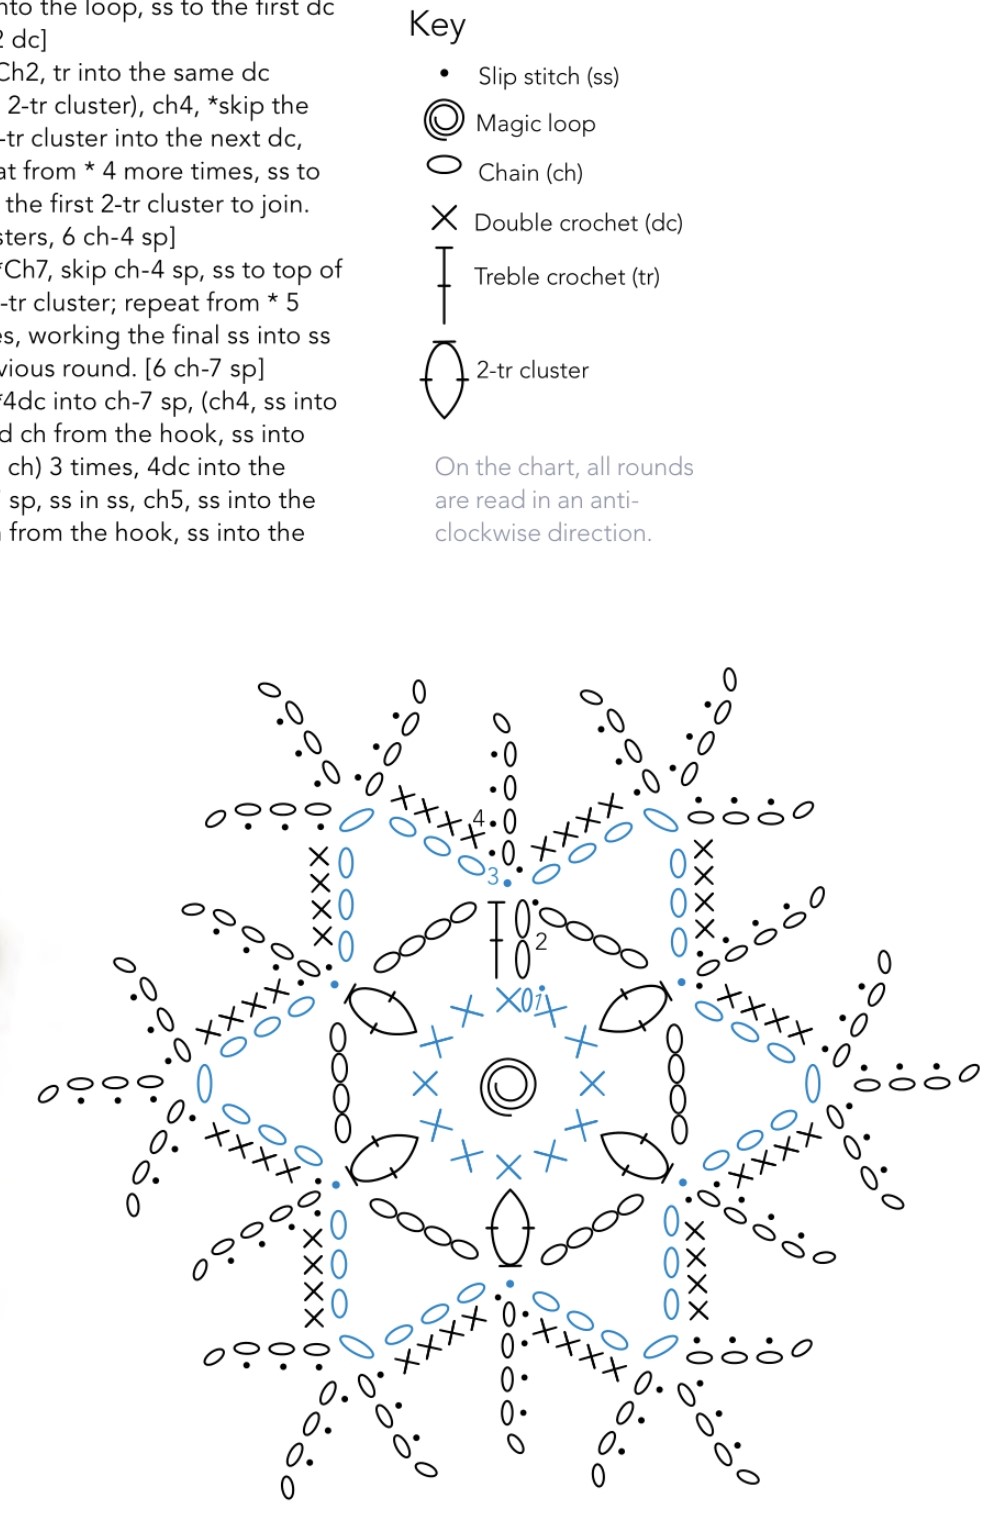 nto the loop, ss to the first dc
2 dc]
Ch2, tr into the same dc
2-tr cluster), ch4, *skip the
-tr cluster into the next dc,
at from * 4 more times, ss to
the first 2-tr cluster to join.
sters, 6 ch-4 sp]
*Ch7, skip ch-4 sp, ss to top of
-tr cluster; repeat from * 5
es, working the final ss into ss
vious round. [6 ch-7 sp]
*4dc into ch-7 sp, (ch4, ss into
d ch from the hook, ss into
ch) 3 times, 4dc into the
sp, ss in ss, ch5, ss into the
from the hook, ss into the
Key
Slip stitch (ss)
Magic loop
Chain (ch)
Double crochet (dc)
Treble crochet (tr)
2-tr cluster
On the chart, all rounds
are read in an anti-
clockwise direction.
4
3
2
1